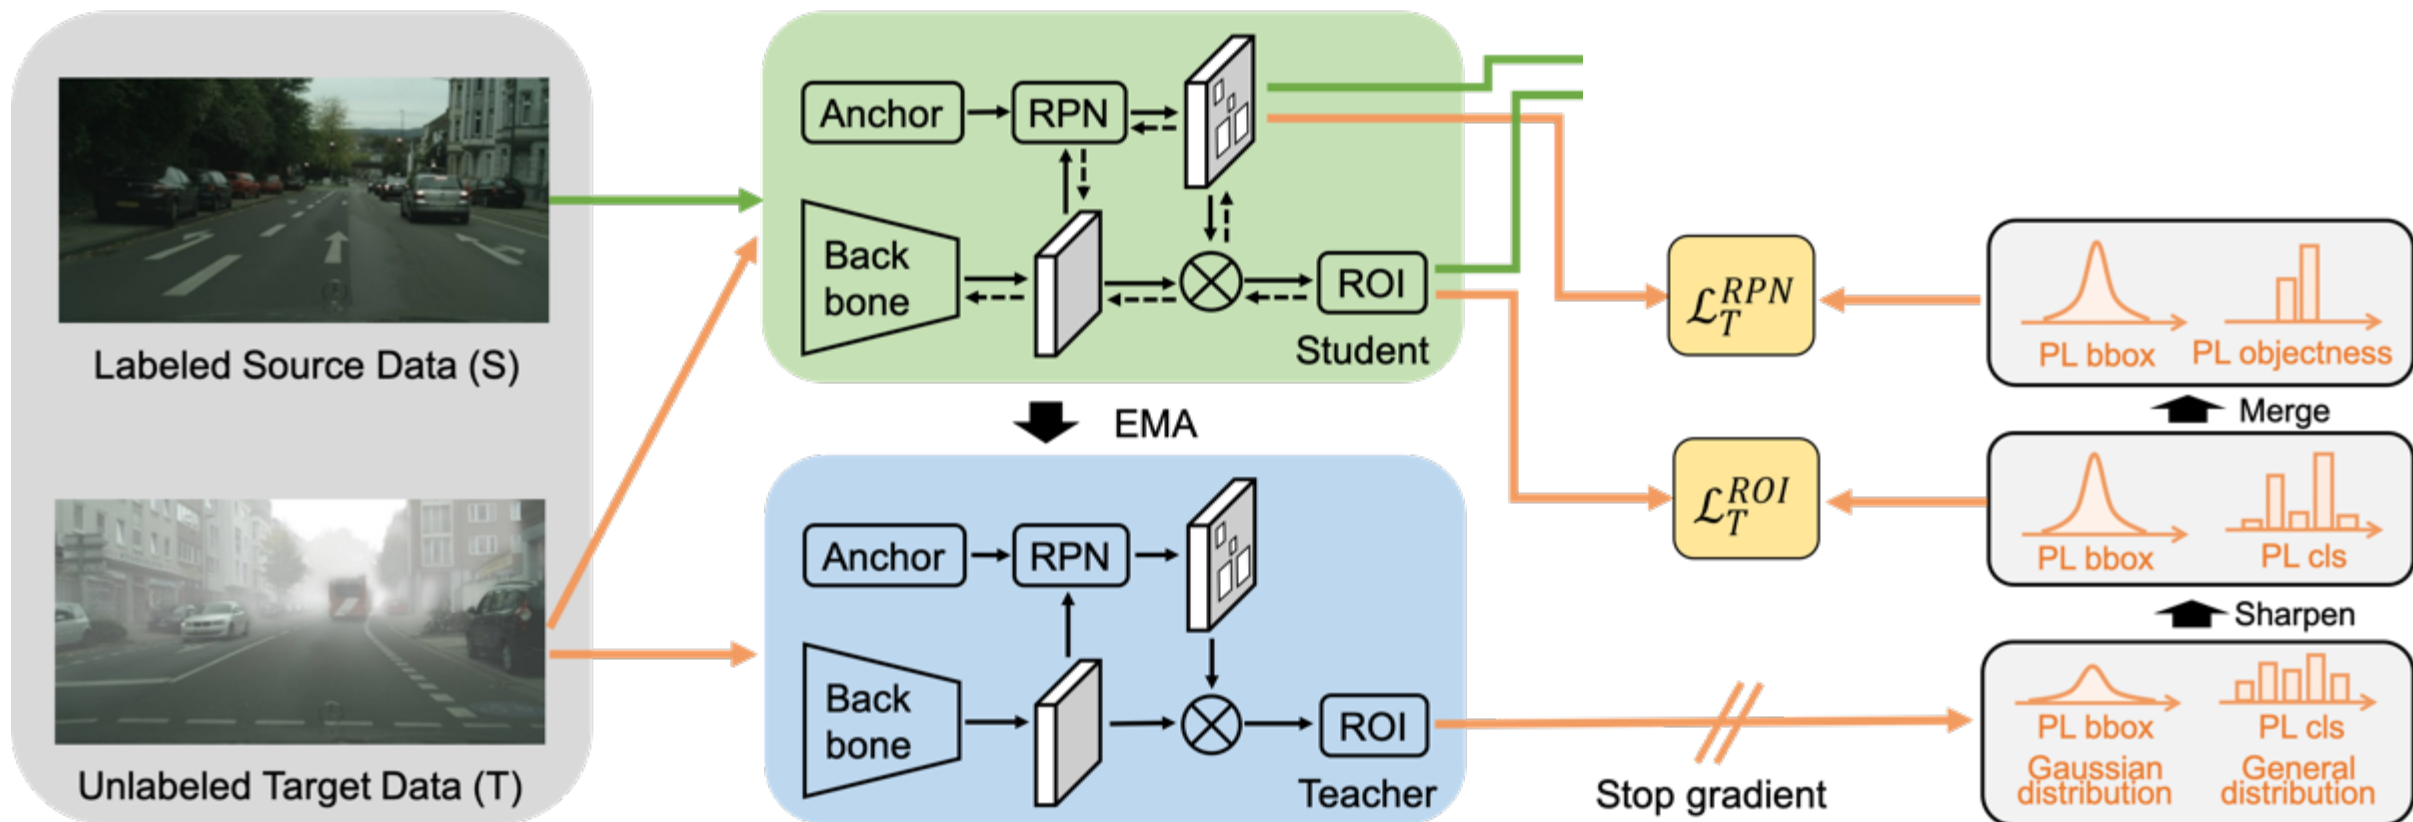 Labeled Source Data (S)
Unlabeled Target Data (T)
Anchor
RPN
Back
bone
ROI
Student
EMA
Anchor
RPN
Back
bone
ROI
Teacher
Stop gradient
ℒ_T^{RPN}
ℒ_T^{ROI}
PL bbox
PL objectness
Merge
PL bbox
PL cls
Sharpen
PL bbox
PL cls
Gaussian
distribution
General
distribution